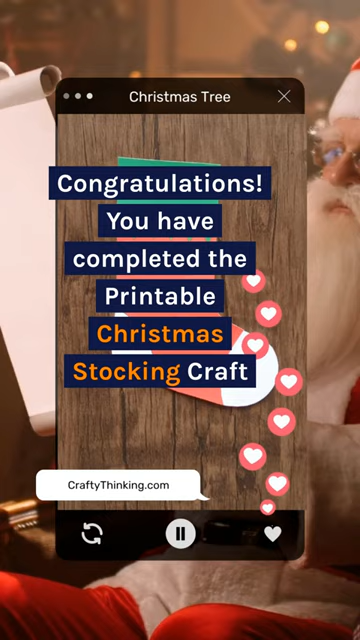 Christmas Tree
Congratulations!
You have
completed the
Printable
Christmas
Stocking Craft
CraftyThinking.com